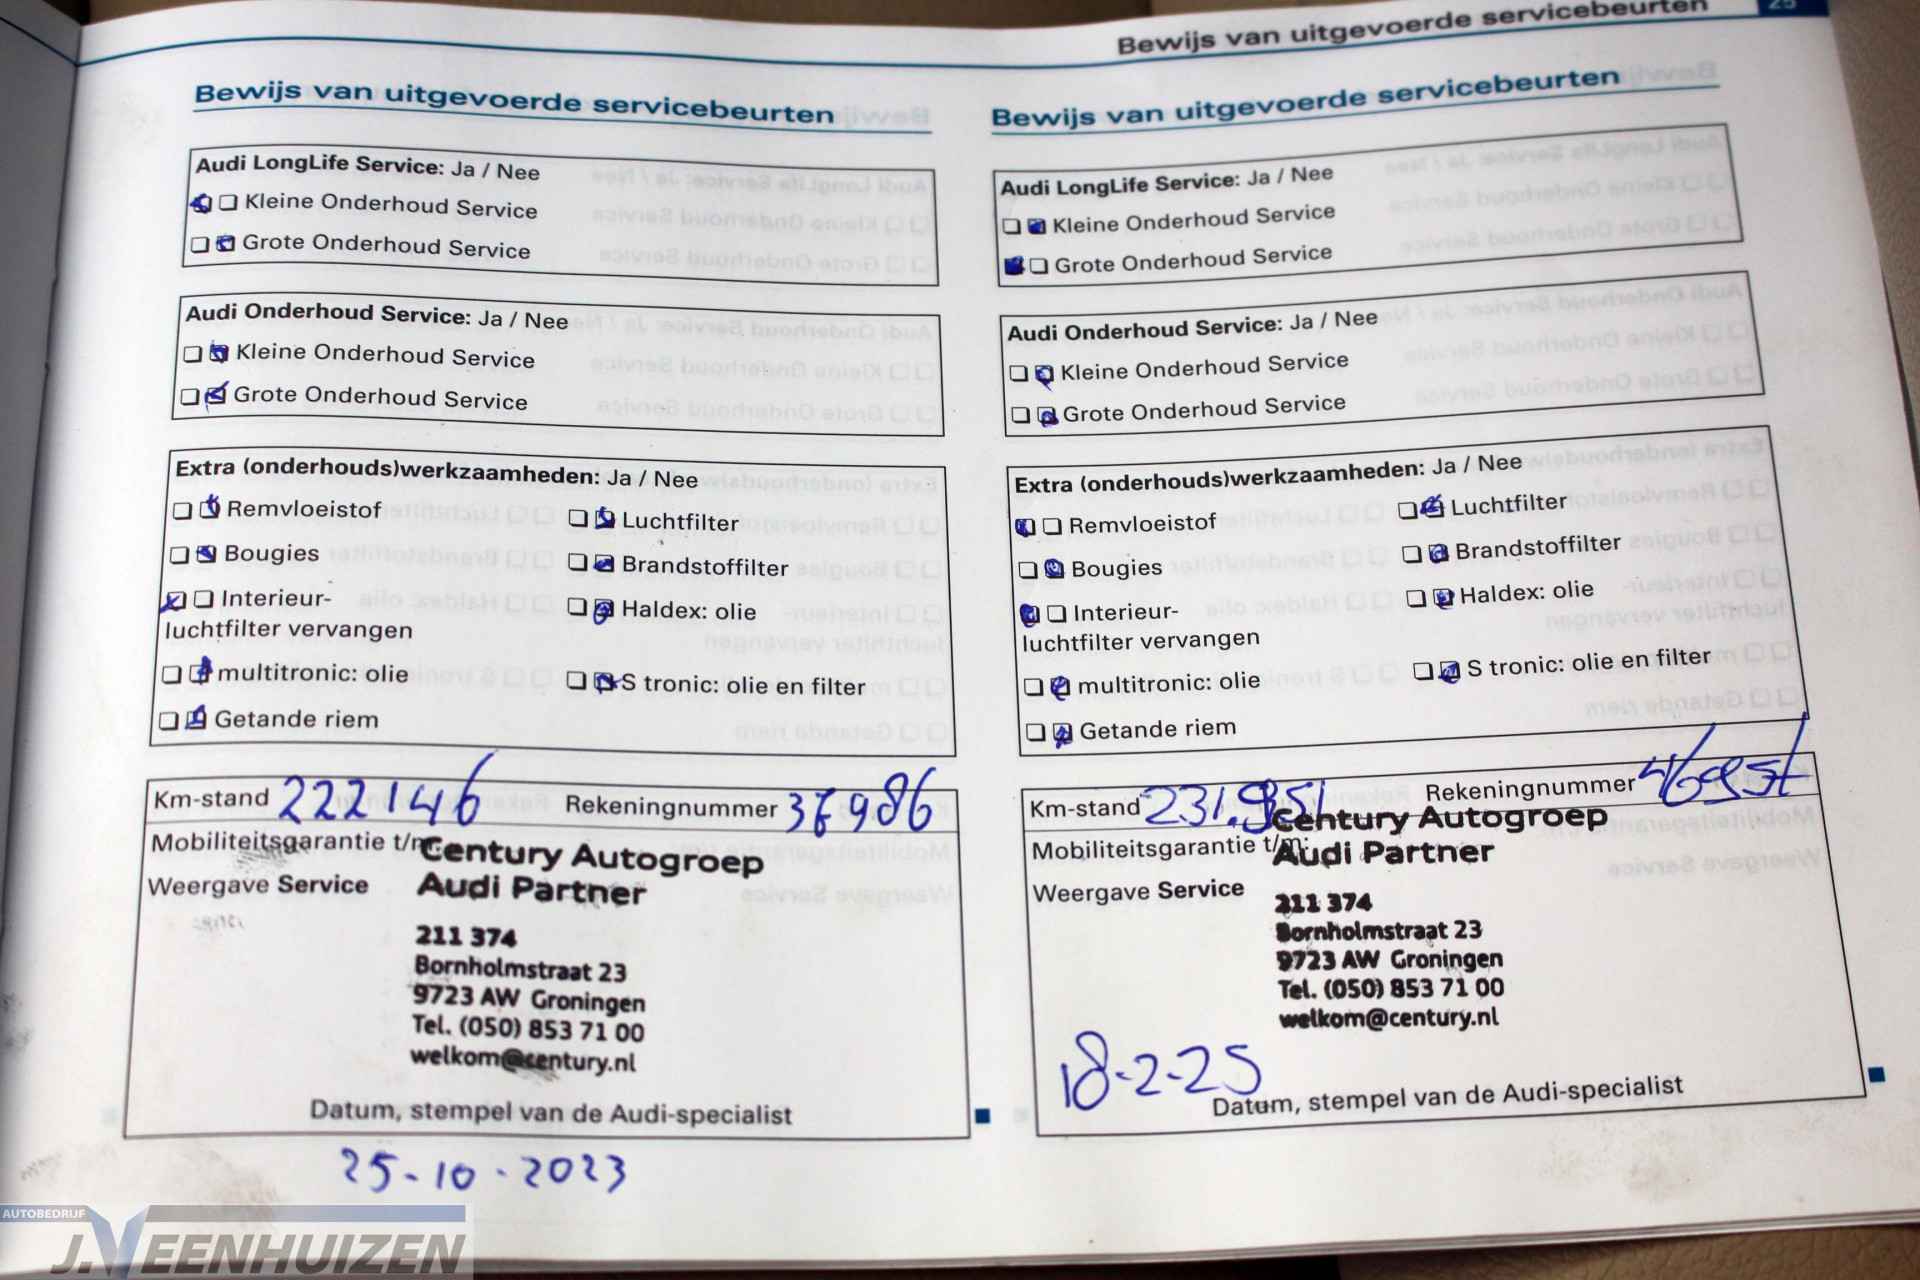 Bewijs van uitgevoerde servicebeurten 25
Bewijs van uitgevoerde servicebeurten
Audi LongLife Service: Ja / Nee
Kleine Onderhoud Service
Grote Onderhoud Service
Audi Onderhoud Service: Ja / Nee
Kleine Onderhoud Service
Grote Onderhoud Service
Extra (onderhouds)werkzaamheden: Ja / Nee
Remvloeistof Luchtfilter
Bougies Brandstoffilter
Interieur- Haldex: olie
luchtfilter vervangen
multitronic: olie S tronic: olie en filter
Getande riem
Km-stand 222146 Rekeningnummer 36986
Mobiliteitsgarantie t/m:
Century Autogroep
Weergave Service
Audi Partner
211 374
Bornholmstraat 23
9723 AW Groningen
Tel. (050) 853 71 00
welkom@century.nl
Datum, stempel van de Audi-specialist
25-10-2023
Bewijs van uitgevoerde servicebeurten
Audi LongLife Service: Ja / Nee
Kleine Onderhoud Service
Grote Onderhoud Service
Audi Onderhoud Service: Ja / Nee
Kleine Onderhoud Service
Grote Onderhoud Service
Extra (onderhouds)werkzaamheden: Ja / Nee
Remvloeistof Luchtfilter
Bougies Brandstoffilter
Interieur- Haldex: olie
luchtfilter vervangen
multitronic: olie S tronic: olie en filter
Getande riem
Km-stand Rekeningnummer
Century Autogroep
Mobiliteitsgarantie t/m:
Audi Partner
Weergave Service
211 374
Bornholmstraat 23
9723 AW Groningen
Tel. (050) 853 71 00
welkom@century.nl
18-2-25
Datum, stempel van de Audi-specialist
AUTOBEDRIJF
J.VEENHUIZEN